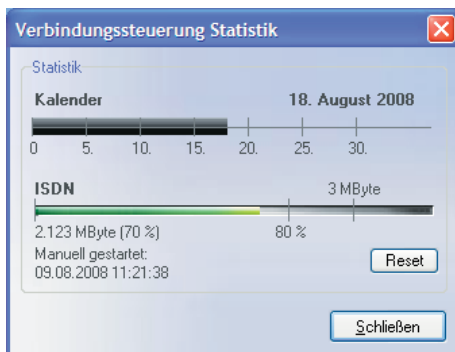 Verbindungssteuerung Statistik
Statistik
Kalender 18. August 2008
0 5. 10. 15. 20. 25. 30.
ISDN 3 MByte
2.123 MByte (70 %) 80 %
Manuell gestartet:
09.08.2008 11:21:38
Reset
Schließen